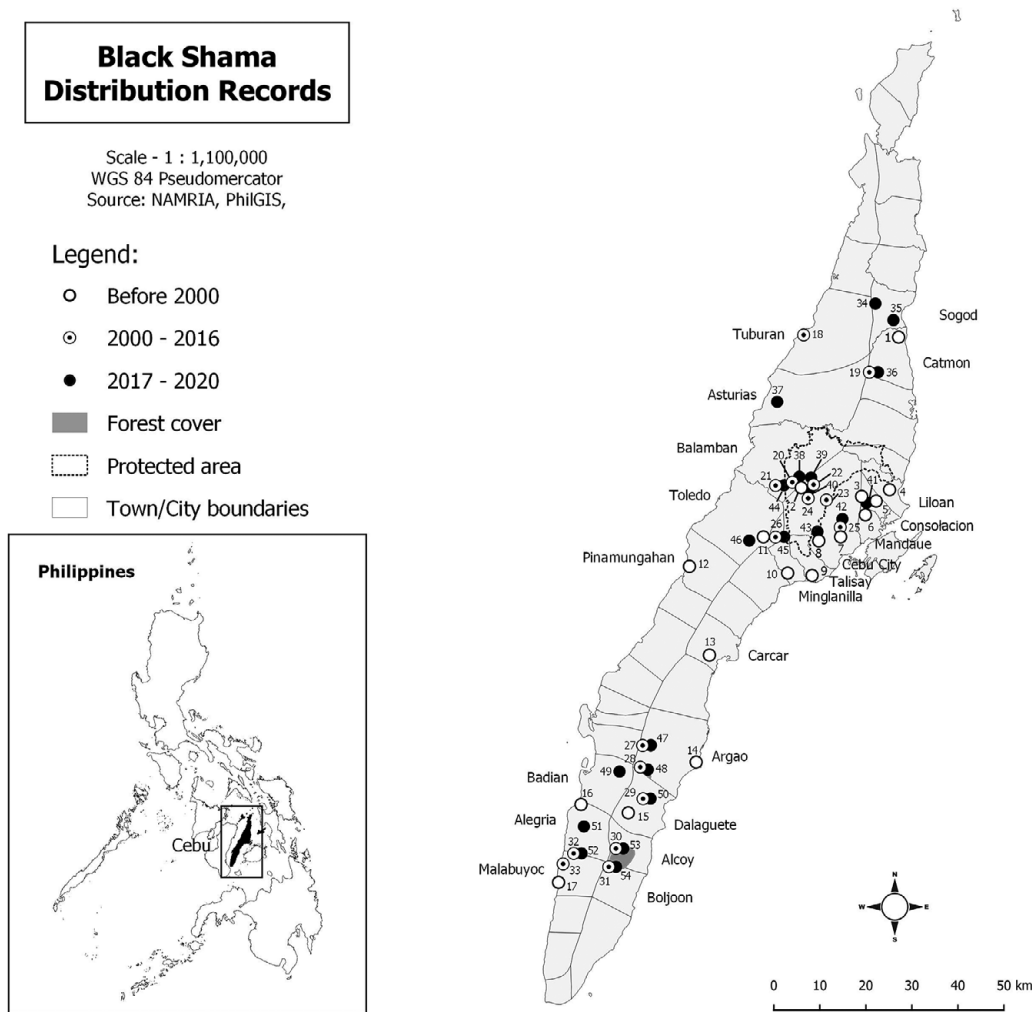 Black Shama
Distribution Records
Scale - 1 : 1,100,000
WGS 84 Pseudomercator
Source: NAMRIA, PhilGIS,
Legend:
Before 2000
2000 - 2016
2017 - 2020
Forest cover
Protected area
Town/City boundaries
Philippines
Cebu
34
35
Sogod
Tuburan
18
1
Catmon
19
36
37
Asturias
Balamban
20
38
39
21
22
40
41
3
4
Toledo
44
2
24
23
42
5
Liloan
26
43
25
6
Consolacion
46
11
45
8
7
Mandaue
Cebu City
Pinamungahan
12
10
9
Talisay
Minglanilla
13
Carcar
27
47
14
Argao
28
48
49
Badian
16
29
50
15
Dalaguete
Alegria
51
30
53
32
52
Alcoy
Malabuyoc
33
31
54
17
Boljoon
N
W
E
S
0
10
20
30
40
50 km